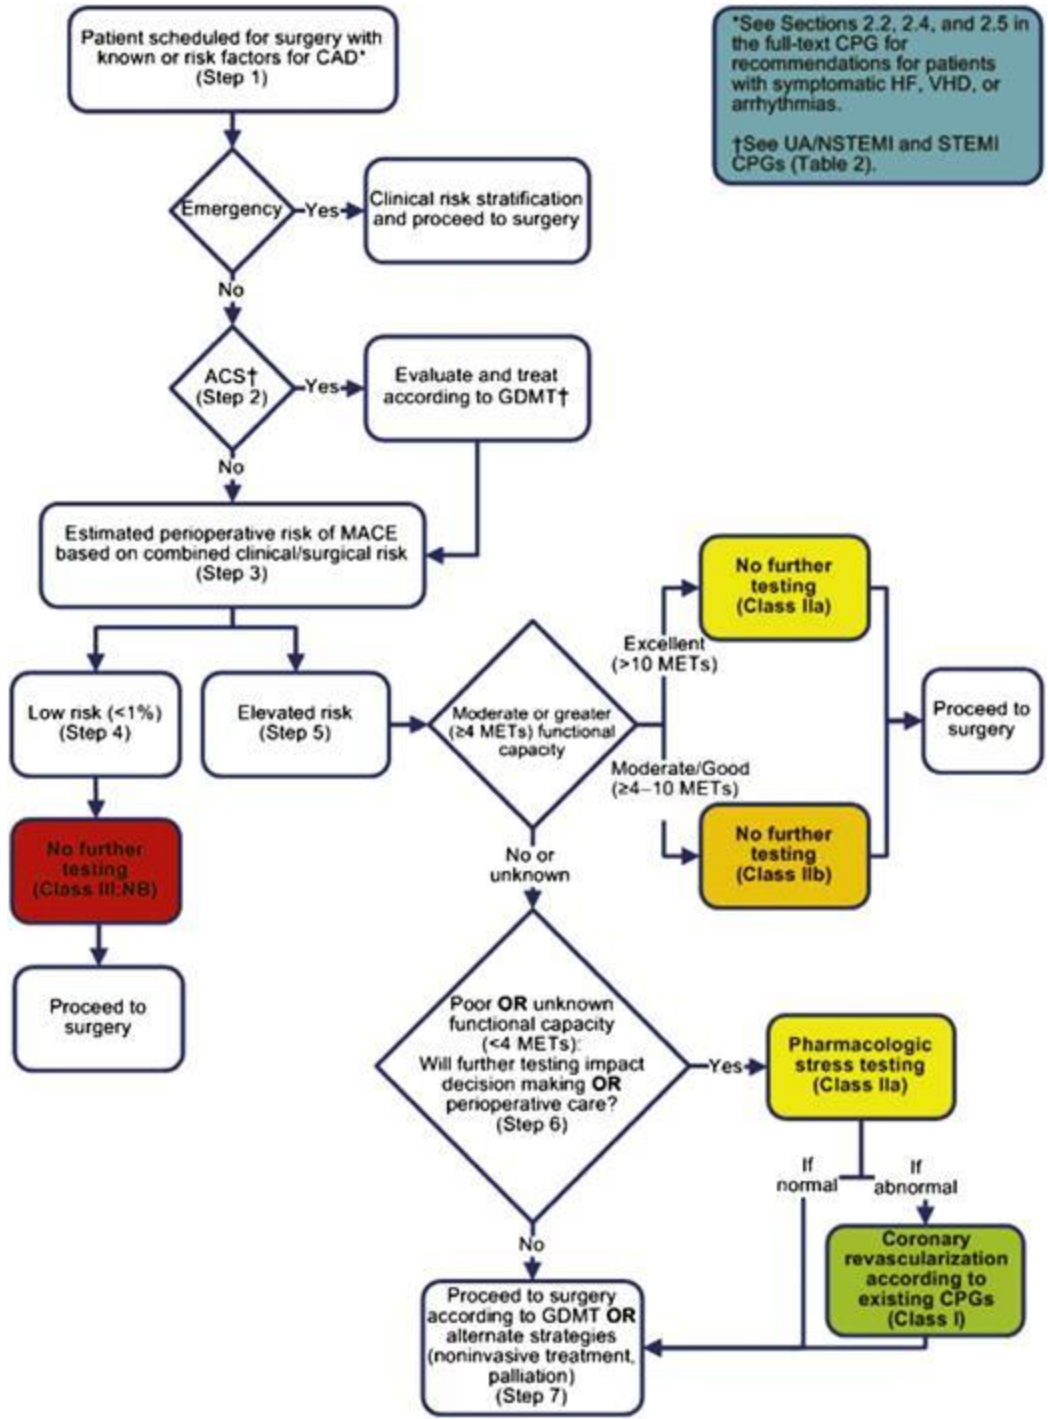 Patient scheduled for surgery with
known or risk factors for CAD*
(Step 1)
*See Sections 2.2, 2.4, and 2.5 in
the full-text CPG for
recommendations for patients
with symptomatic HF, VHD, or
arrhythmias.
†See UA/NSTEMI and STEMI
CPGs (Table 2).
Emergency
Yes
Clinical risk stratification
and proceed to surgery
No
ACS†
(Step 2)
Yes
Evaluate and treat
according to GDMT†
No
Estimated perioperative risk of MACE
based on combined clinical/surgical risk
(Step 3)
Low risk (<1%)
(Step 4)
Elevated risk
(Step 5)
Moderate or greater
(≥4 METs) functional
capacity
Excellent
(>10 METs)
No further
testing
(Class IIa)
Moderate/Good
(≥4–10 METs)
No further
testing
(Class IIb)
Proceed to
surgery
No further
testing
(Class III:NB)
Proceed to
surgery
No or
unknown
Poor OR unknown
functional capacity
(<4 METs):
Will further testing impact
decision making OR
perioperative care?
(Step 6)
Yes
Pharmacologic
stress testing
(Class IIa)
If
normal
If
abnormal
Coronary
revascularization
according to
existing CPGs
(Class I)
No
Proceed to surgery
according to GDMT OR
alternate strategies
(noninvasive treatment,
palliation)
(Step 7)